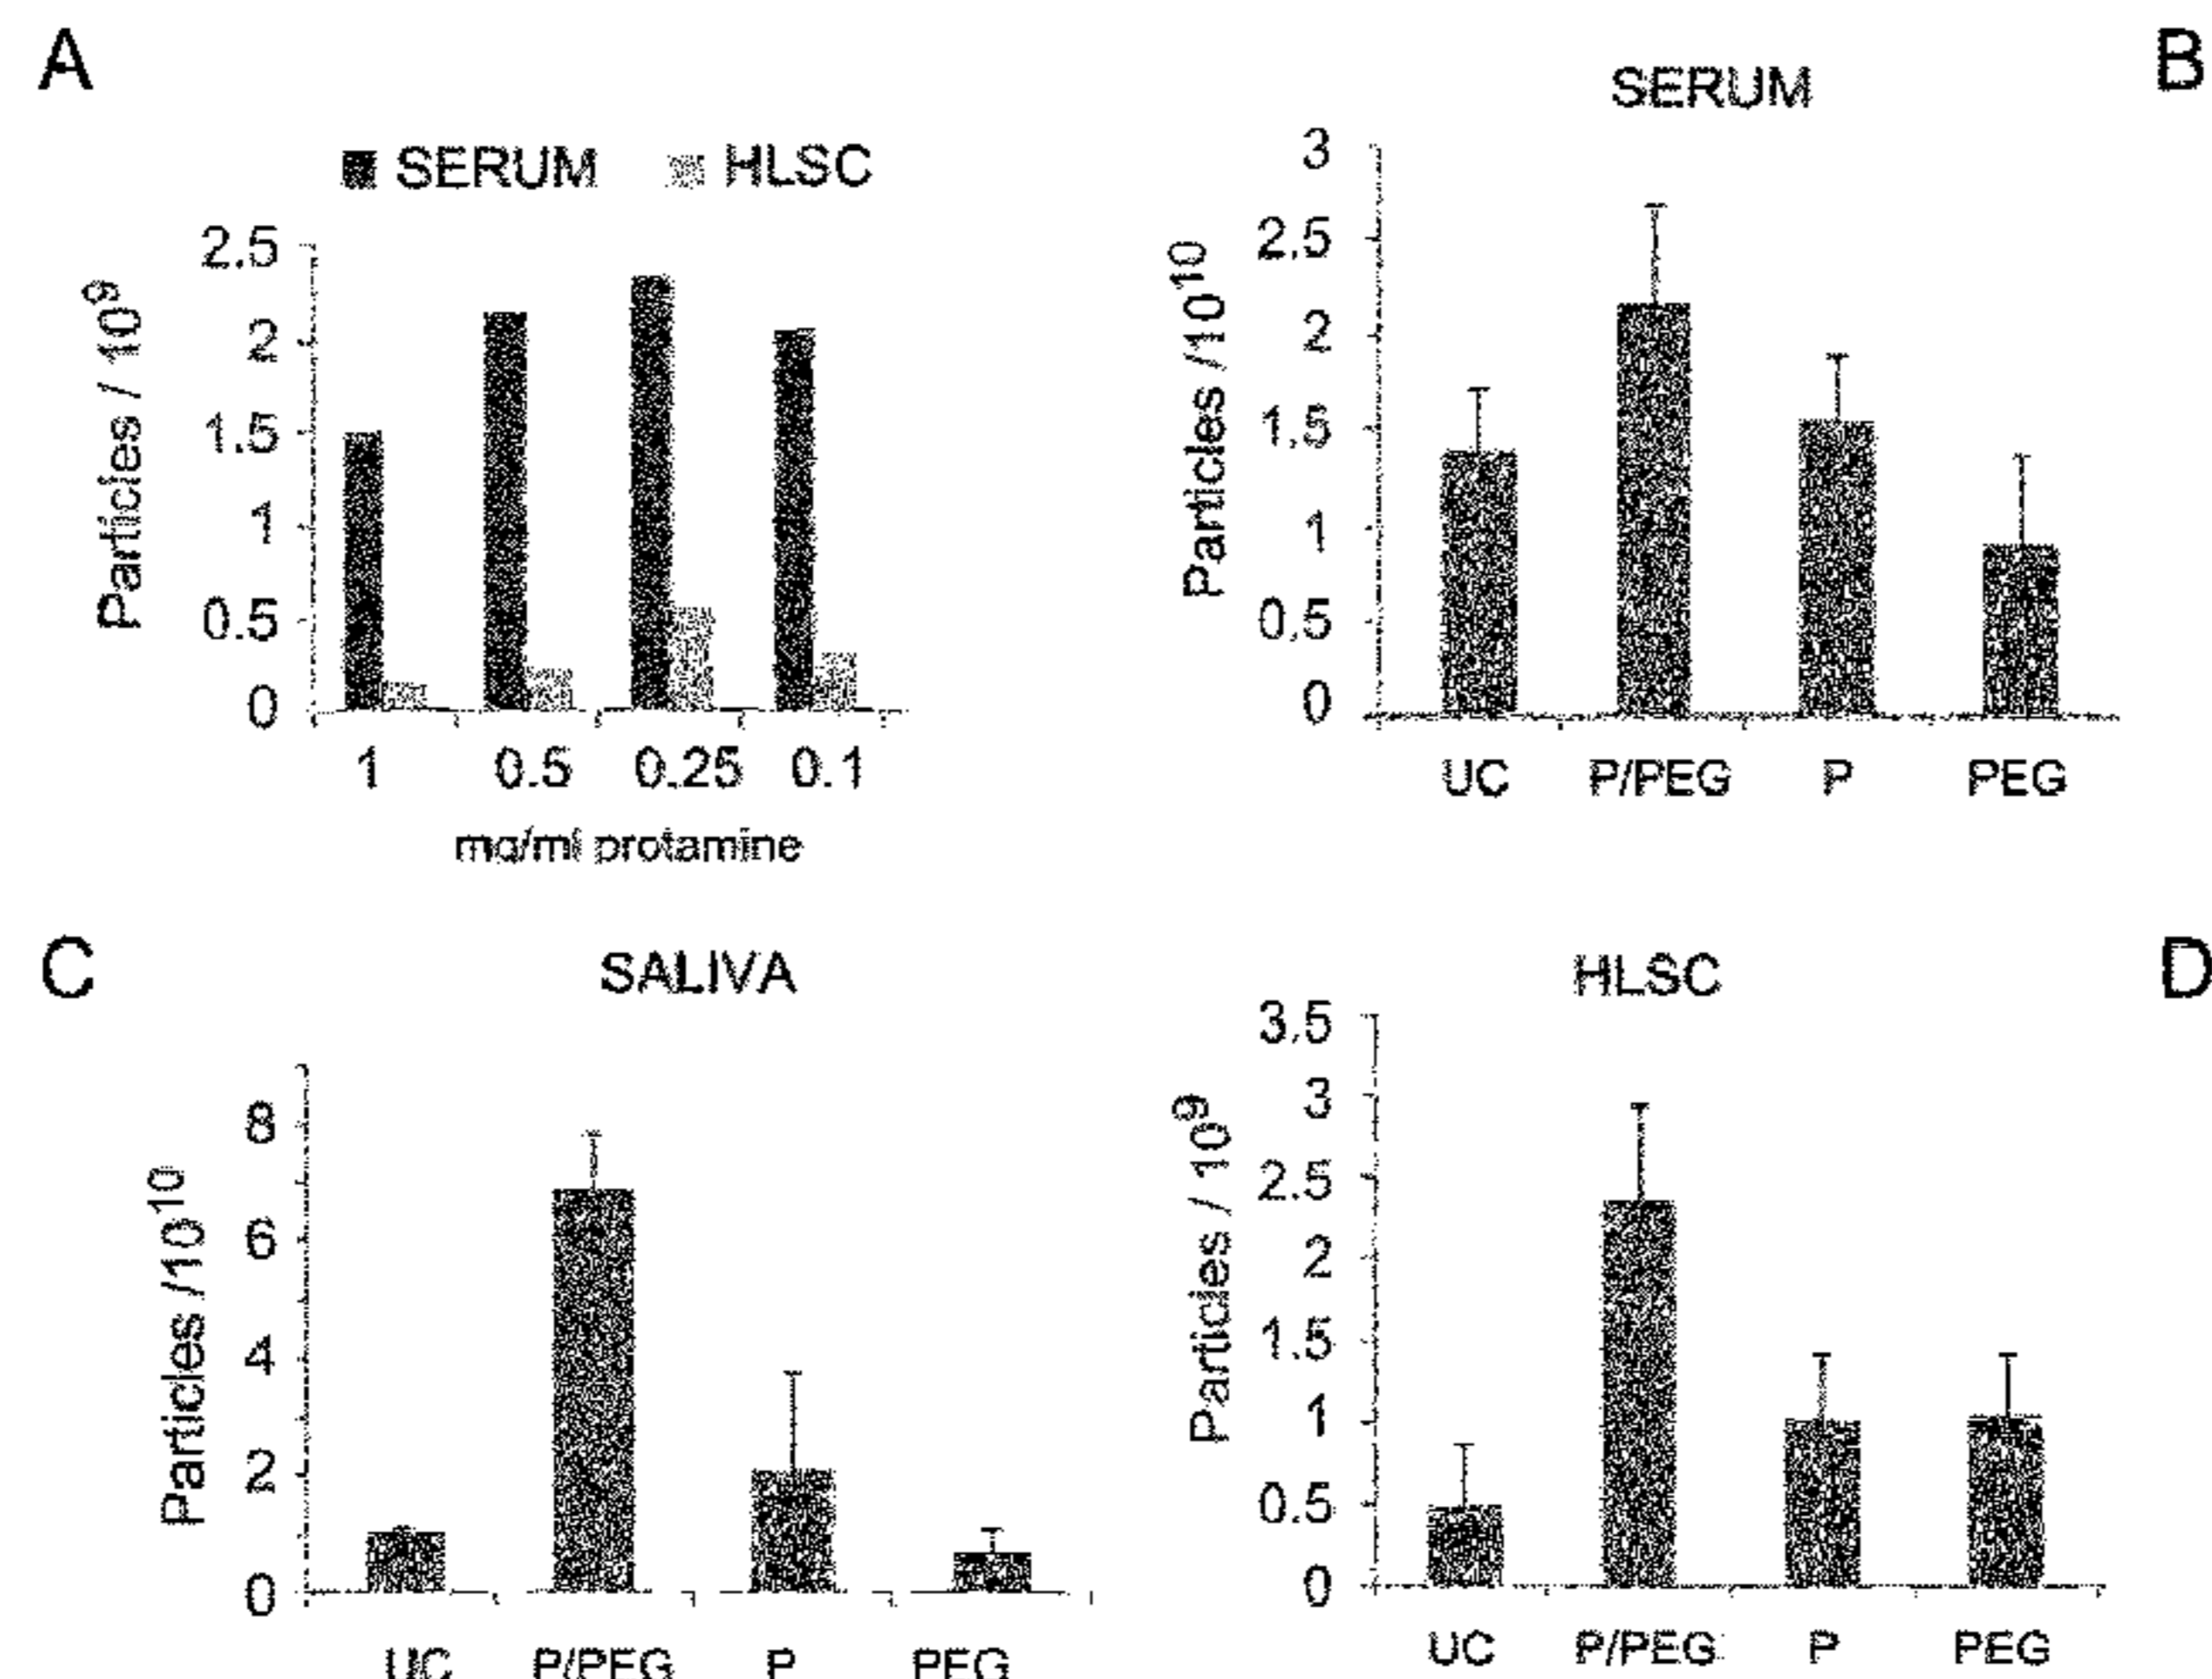 A
SERUM HLSC
Particles / 10⁹
2.5
2
1.5
1
0.5
0
1 0.5 0.25 0.1
mg/ml protamine
B
SERUM
Particles /10¹⁰
3
2.5
2
1.5
1
0.5
0
UC P/PEG P PEG
C
SALIVA
Particles /10¹⁰
8
6
4
2
0
UC P/PEG P PEG
D
HLSC
Particles / 10⁹
3.5
3
2.5
2
1.5
1
0.5
0
UC P/PEG P PEG